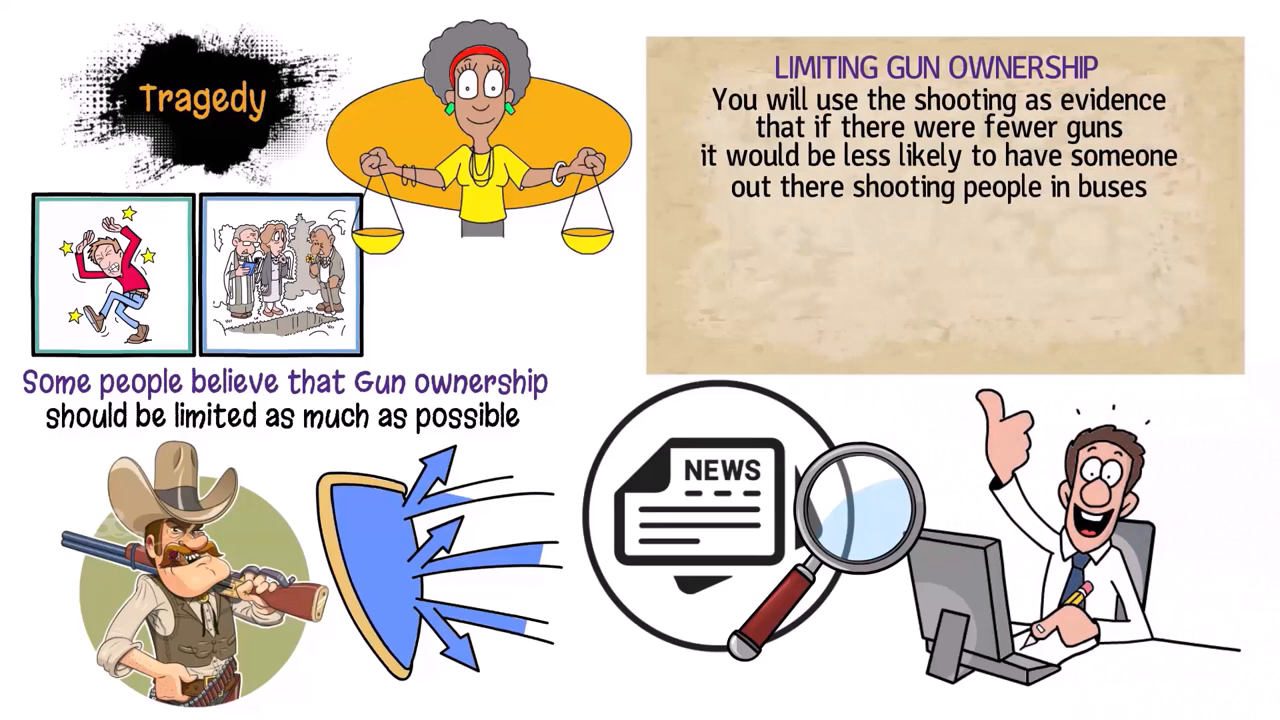 Tragedy
LIMITING GUN OWNERSHIP
You will use the shooting as evidence
that if there were fewer guns
it would be less likely to have someone
out there shooting people in buses
Some people believe that Gun ownership
should be limited as much as possible
NEWS